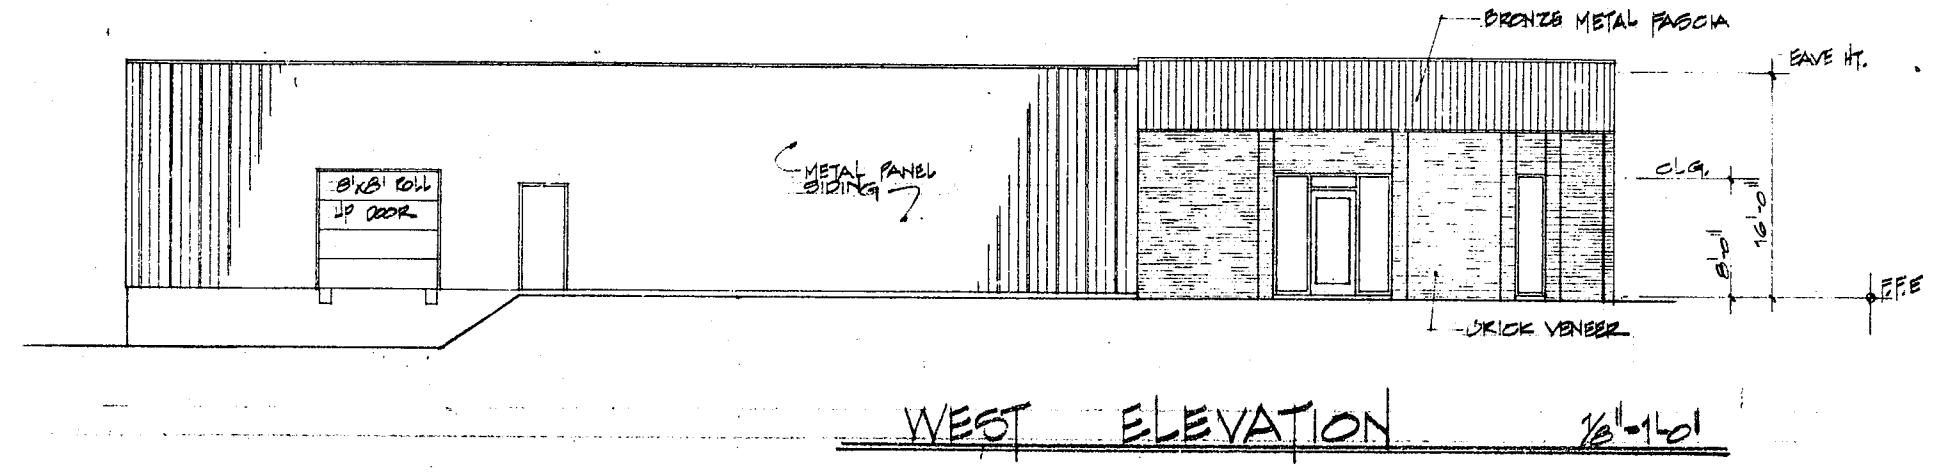 BRONZE METAL FASCIA
EAVE HT.
METAL PANEL
SIDING
8'x8' ROLL
UP DOOR
CLG.
16'-0"
8'-0"
F.F.E
BRICK VENEER
WEST ELEVATION 1/8"=1'-0"